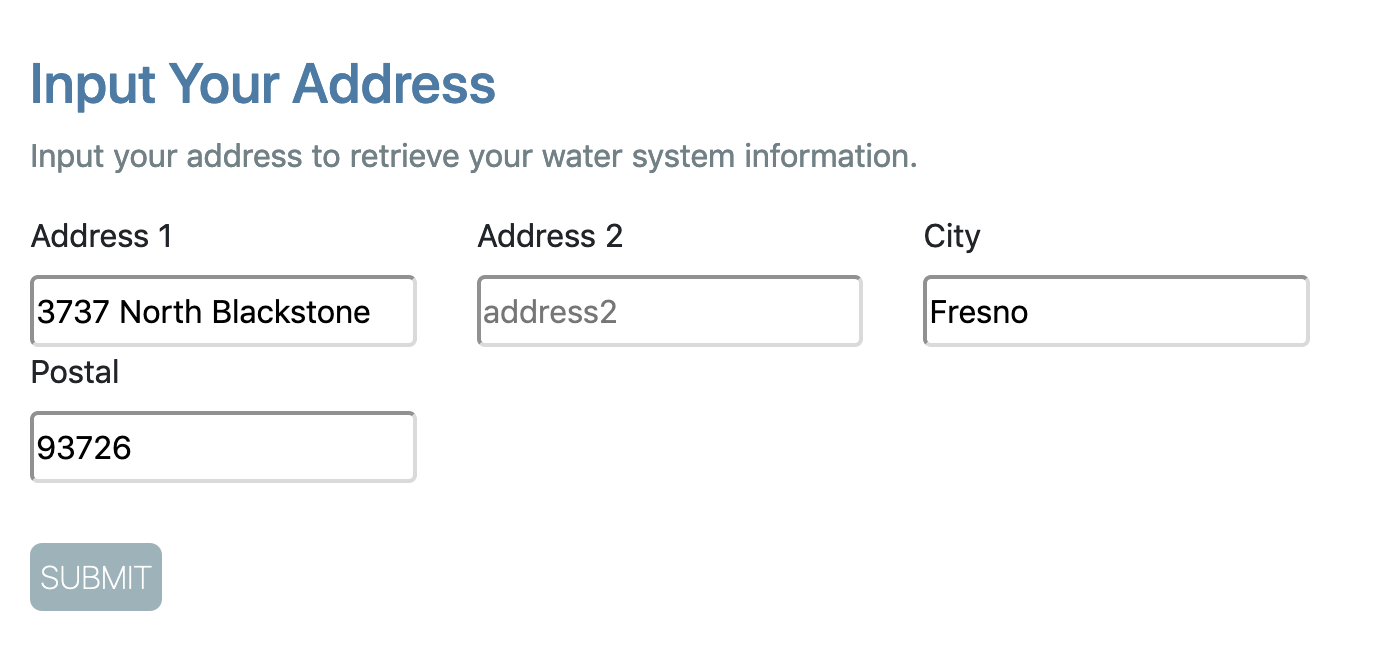 Input Your Address
Input your address to retrieve your water system information.
Address 1 Address 2 City
3737 North Blackstone address2 Fresno
Postal
93726
SUBMIT